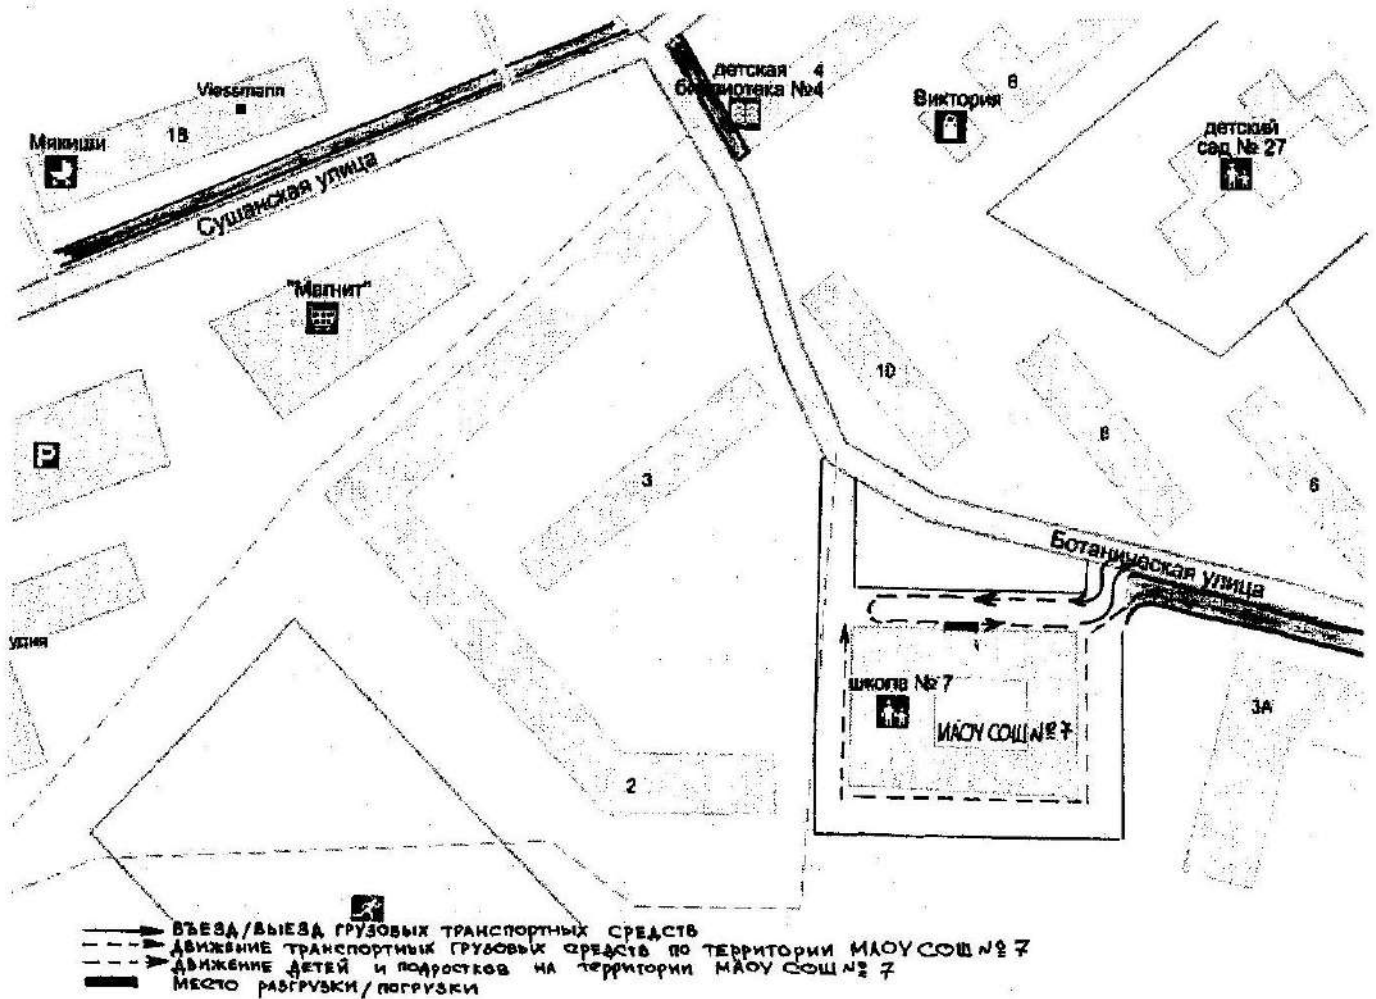 Viessmann
1В
Мякиши
Сушанская улица
детская
библиотека №4
4
Виктория
6
детский
сад № 27
"Магнит"
P
3
10
8
6
Ботаническая улица
школа № 7
МАОУ СОШ № 7
3А
2
ВЪЕЗД/ВЫЕЗД ГРУЗОВЫХ ТРАНСПОРТНЫХ СРЕДСТВ
ДВИЖЕНИЕ ТРАНСПОРТНЫХ ГРУЗОВЫХ СРЕДСТВ ПО ТЕРРИТОРИИ МАОУ СОШ № 7
ДВИЖЕНИЕ ДЕТЕЙ И ПОДРОСТКОВ НА ТЕРРИТОРИИ МАОУ СОШ № 7
МЕСТО РАЗГРУЗКИ/ПОГРУЗКИ